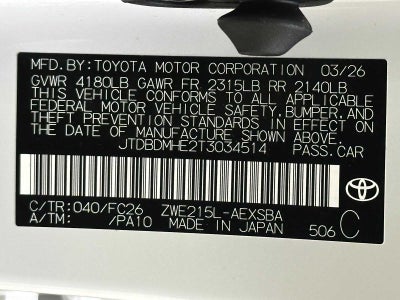 MFD.BY:TOYOTA MOTOR CORPORATION 03/26
GVWR 4180LB GAWR FR 2315LB RR 2140LB
THIS VEHICLE CONFORMS TO ALL APPLICABLE
FEDERAL MOTOR VEHICLE SAFETY,BUMPER,AND
THEFT PREVENTION STANDARDS IN EFFECT ON
THE DATE OF MANUFACTURE SHOWN ABOVE.
JTDBDMHE2T3034514 PASS.CAR
TOYOTA
C/TR:040/FC26 ZWE215L-AEXSBA
A/TM: /PA10 MADE IN JAPAN 506 C